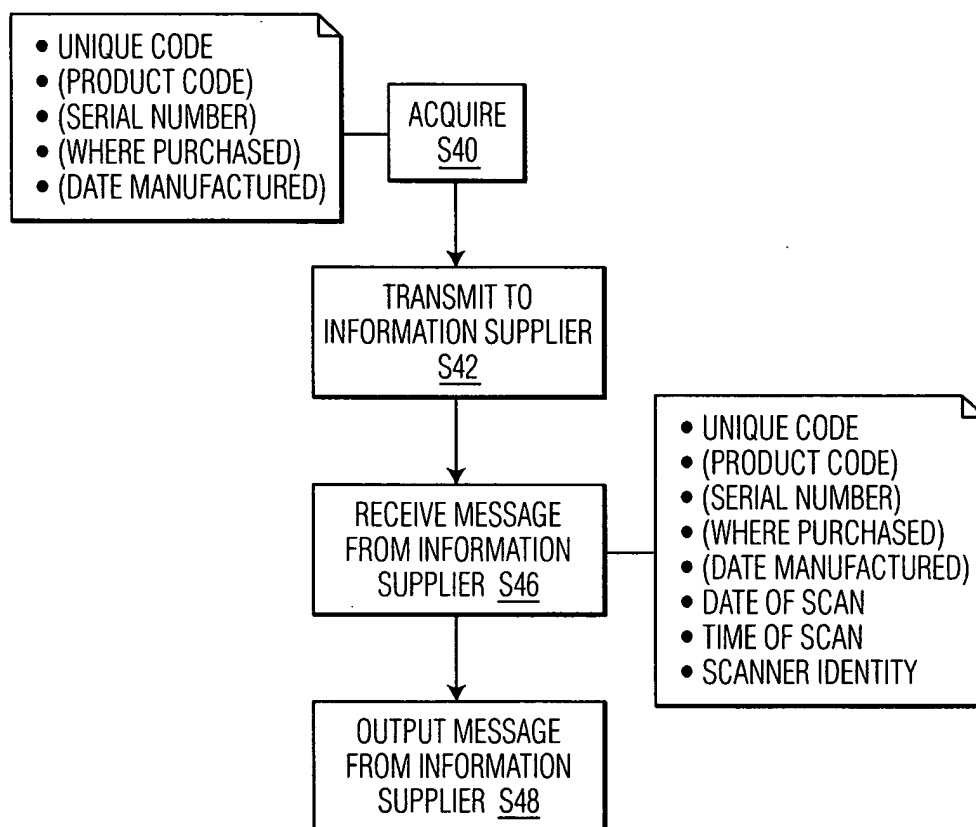 • UNIQUE CODE
• (PRODUCT CODE)
• (SERIAL NUMBER)
• (WHERE PURCHASED)
• (DATE MANUFACTURED)
ACQUIRE
S40
TRANSMIT TO
INFORMATION SUPPLIER
S42
RECEIVE MESSAGE
FROM INFORMATION
SUPPLIER S46
• UNIQUE CODE
• (PRODUCT CODE)
• (SERIAL NUMBER)
• (WHERE PURCHASED)
• (DATE MANUFACTURED)
• DATE OF SCAN
• TIME OF SCAN
• SCANNER IDENTITY
OUTPUT MESSAGE
FROM INFORMATION
SUPPLIER S48